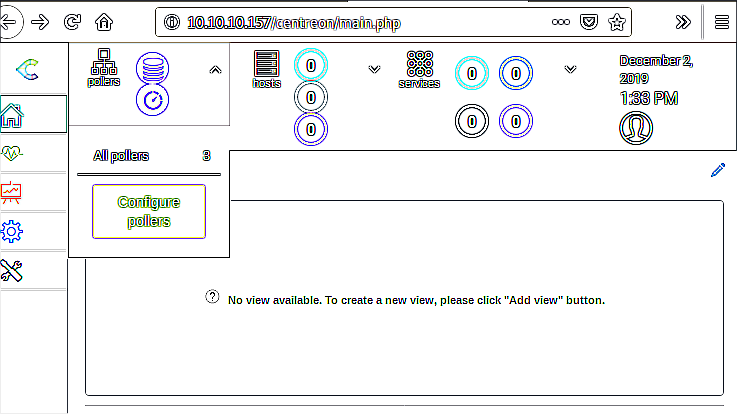 10.10.10.157/centreon/main.php
pollers
hosts
0
0
0
services
0
0
0
0
December 2,
2019
1:33 PM
All pollers 3
Configure
pollers
No view available. To create a new view, please click "Add view" button.